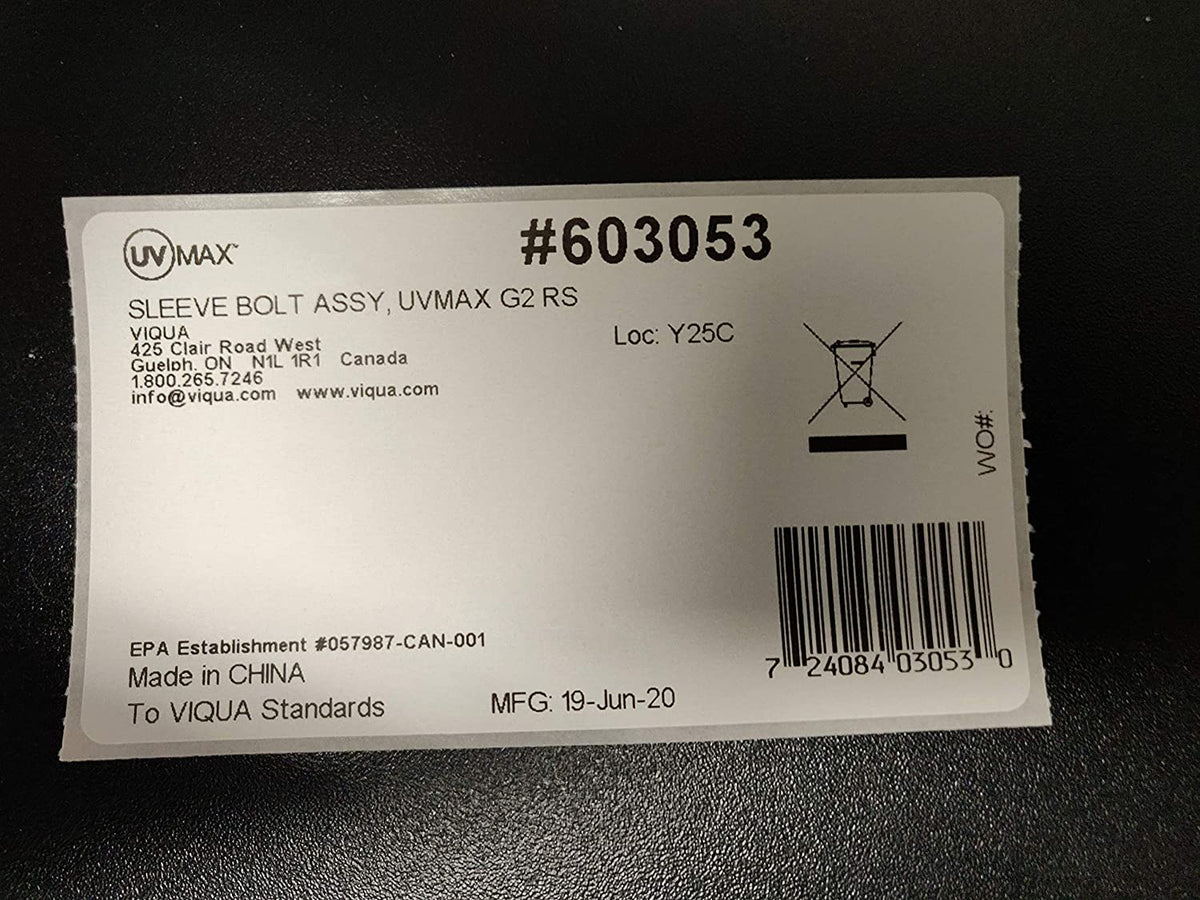 UV MAX™
#603053
SLEEVE BOLT ASSY, UVMAX G2 RS
VIQUA
425 Clair Road West
Guelph, ON N1L 1R1 Canada
1.800.265.7246
info@viqua.com www.viqua.com
Loc: Y25C
WO#:
EPA Establishment #057987-CAN-001
Made in CHINA
To VIQUA Standards
MFG: 19-Jun-20
7 24084 03053 0